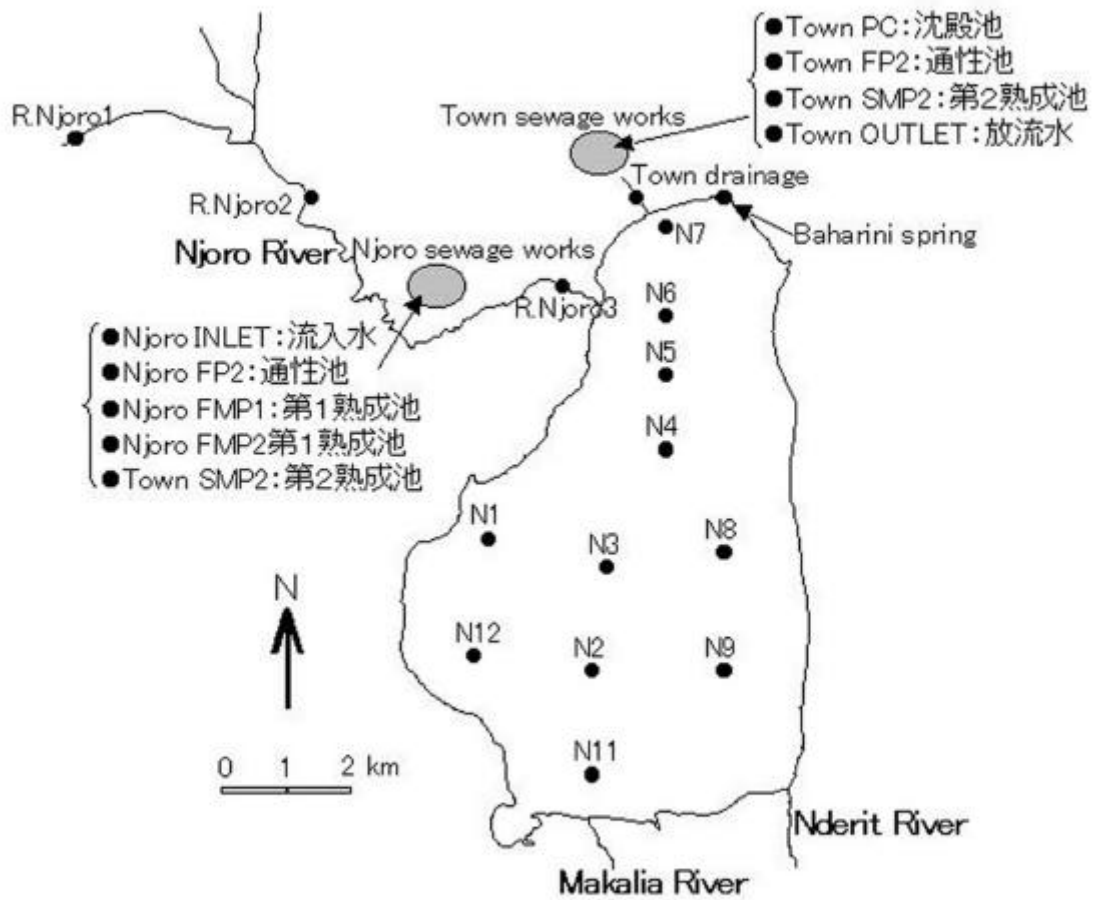 Town PC:沈殿池
Town FP2:通性池
Town SMP2:第2熟成池
Town OUTLET:放流水
R.Njoro1
Town sewage works
R.Njoro2
Town drainage
Njoro River
N7
Baharini spring
Njoro sewage works
R.Njoro3
N6
Njoro INLET:流入水
Njoro FP2:通性池
Njoro FMP1:第1熟成池
Njoro FMP2第1熟成池
Town SMP2:第2熟成池
N5
N4
N1
N3
N8
N
N12
N2
N9
N11
0 1 2 km
Nderit River
Makalia River